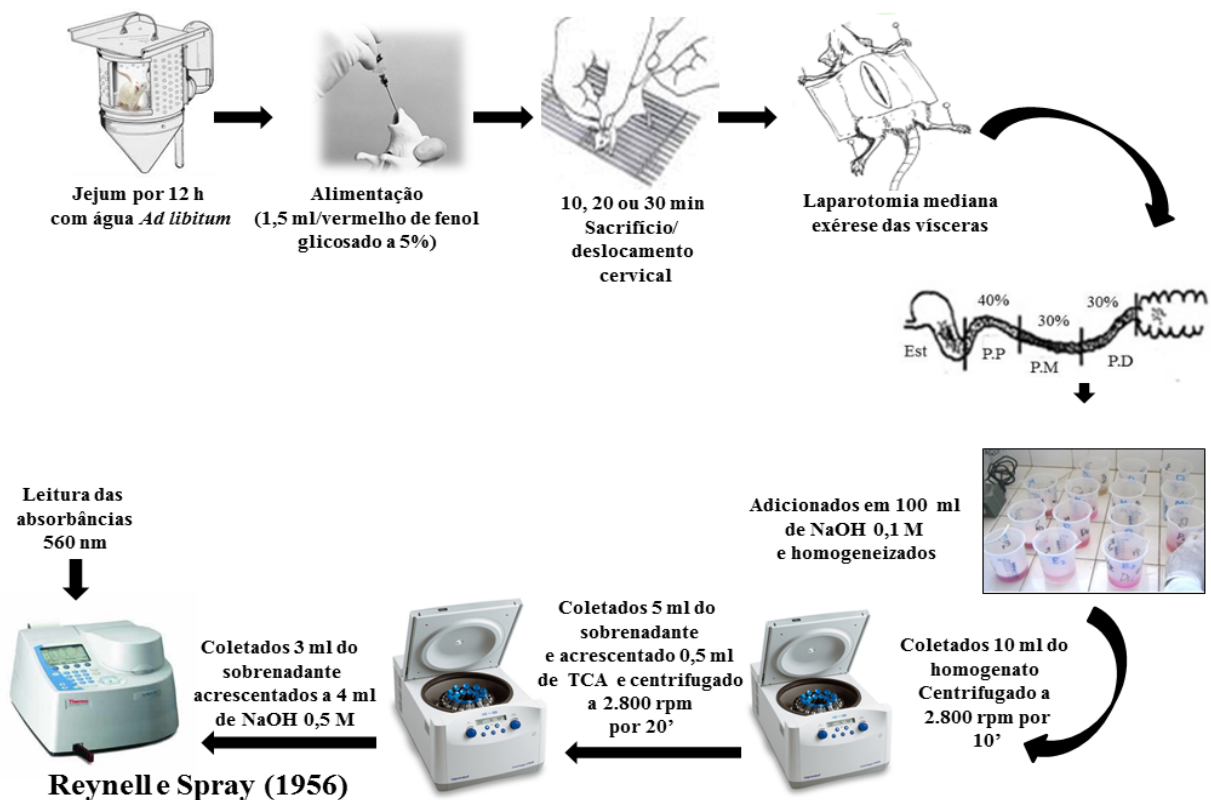 Jejum por 12 h
com água Ad libitum
Alimentação
(1,5 ml/vermelho de fenol
glicosado a 5%)
10, 20 ou 30 min
Sacrifício/
deslocamento
cervical
Laparotomia mediana
exérese das vísceras
40%
30%
30%
Est
P.P
P.M
P.D
Adicionados em 100 ml
de NaOH 0,1 M
e homogeneizados
Coletados 10 ml do
homogenato
Centrifugado a
2.800 rpm por
10’
Coletados 5 ml do
sobrenadante
e acrescentado 0,5 ml
de TCA e centrifugado
a 2.800 rpm
por 20’
Coletados 3 ml do
sobrenadante
acrescentados a 4 ml
de NaOH 0,5 M
Leitura das
absorbâncias
560 nm
Thermo
Reynell e Spray (1956)